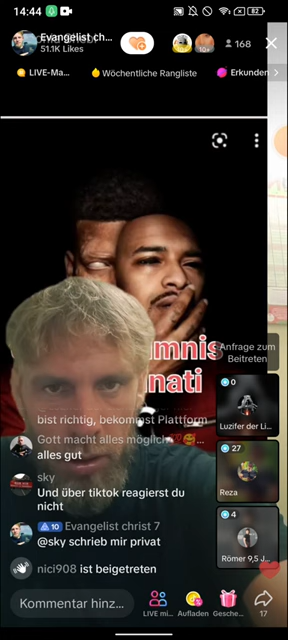 14:44
82
Evangelist ch...
51.1K Likes
10+
168
LIVE-Ma...
Wöchentliche Rangliste
Erkunden
mnis
nati
Anfrage zum
Beitreten
0
Luzifer der Li...
27
Reza
4
Römer 9,5 J...
bist richtig, bekommst Plattform
Gott macht alles möglich
alles gut
sky
Und über tiktok reagierst du
nicht
10 Evangelist christ 7
@sky schrieb mir privat
nici908 ist beigetreten
Kommentar hinz...
LIVE mi...
Aufladen
Gesche...
17